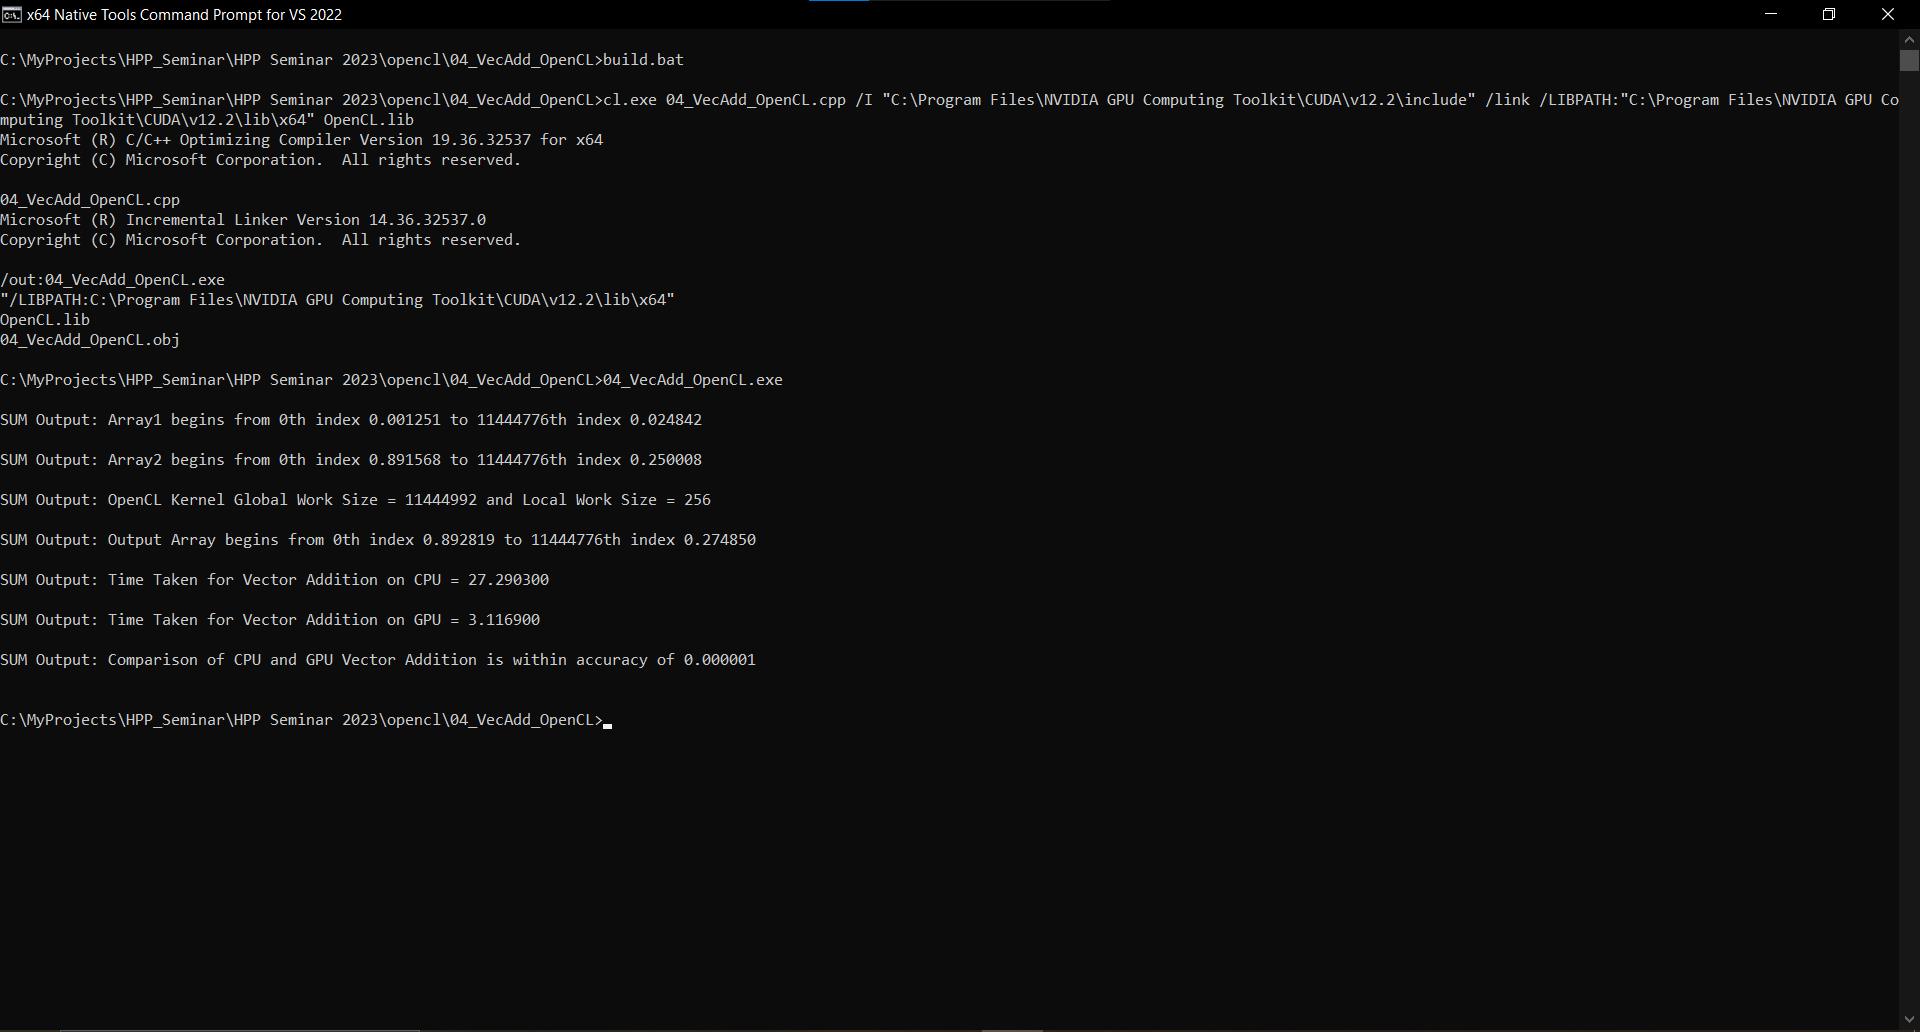 x64 Native Tools Command Prompt for VS 2022
C:\MyProjects\HPP_Seminar\HPP Seminar 2023\opencl\04_VecAdd_OpenCL>build.bat
C:\MyProjects\HPP_Seminar\HPP Seminar 2023\opencl\04_VecAdd_OpenCL>cl.exe 04_VecAdd_OpenCL.cpp /I "C:\Program Files\NVIDIA GPU Computing Toolkit\CUDA\v12.2\include" /link /LIBPATH:"C:\Program Files\NVIDIA GPU Co
mputing Toolkit\CUDA\v12.2\lib\x64" OpenCL.lib
Microsoft (R) C/C++ Optimizing Compiler Version 19.36.32537 for x64
Copyright (C) Microsoft Corporation.  All rights reserved.
04_VecAdd_OpenCL.cpp
Microsoft (R) Incremental Linker Version 14.36.32537.0
Copyright (C) Microsoft Corporation.  All rights reserved.
/out:04_VecAdd_OpenCL.exe
"/LIBPATH:C:\Program Files\NVIDIA GPU Computing Toolkit\CUDA\v12.2\lib\x64"
OpenCL.lib
04_VecAdd_OpenCL.obj
C:\MyProjects\HPP_Seminar\HPP Seminar 2023\opencl\04_VecAdd_OpenCL>04_VecAdd_OpenCL.exe
SUM Output: Array1 begins from 0th index 0.001251 to 11444776th index 0.024842
SUM Output: Array2 begins from 0th index 0.891568 to 11444776th index 0.250008
SUM Output: OpenCL Kernel Global Work Size = 11444992 and Local Work Size = 256
SUM Output: Output Array begins from 0th index 0.892819 to 11444776th index 0.274850
SUM Output: Time Taken for Vector Addition on CPU = 27.290300
SUM Output: Time Taken for Vector Addition on GPU = 3.116900
SUM Output: Comparison of CPU and GPU Vector Addition is within accuracy of 0.000001
C:\MyProjects\HPP_Seminar\HPP Seminar 2023\opencl\04_VecAdd_OpenCL>